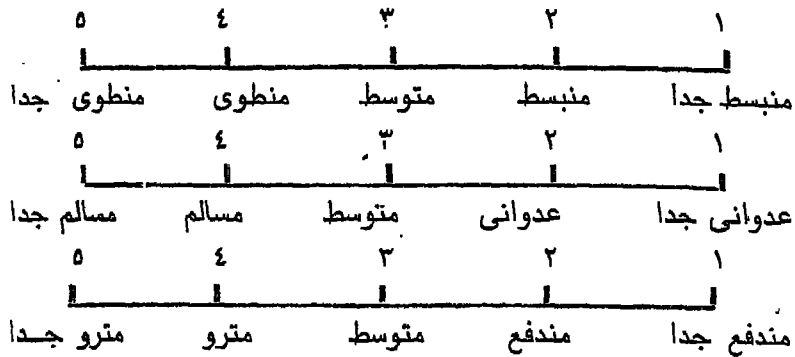 ١ ٢ ٣ ٤ ٥
منبسط جدا منبسط متوسط منطوى منطوى جدا
١ ٢ ٣ ٤ ٥
عدوانى جدا عدوانى متوسط مسالم مسالم جدا
١ ٢ ٣ ٤ ٥
مندفع جدا مندفع متوسط مترو مترو جـدا